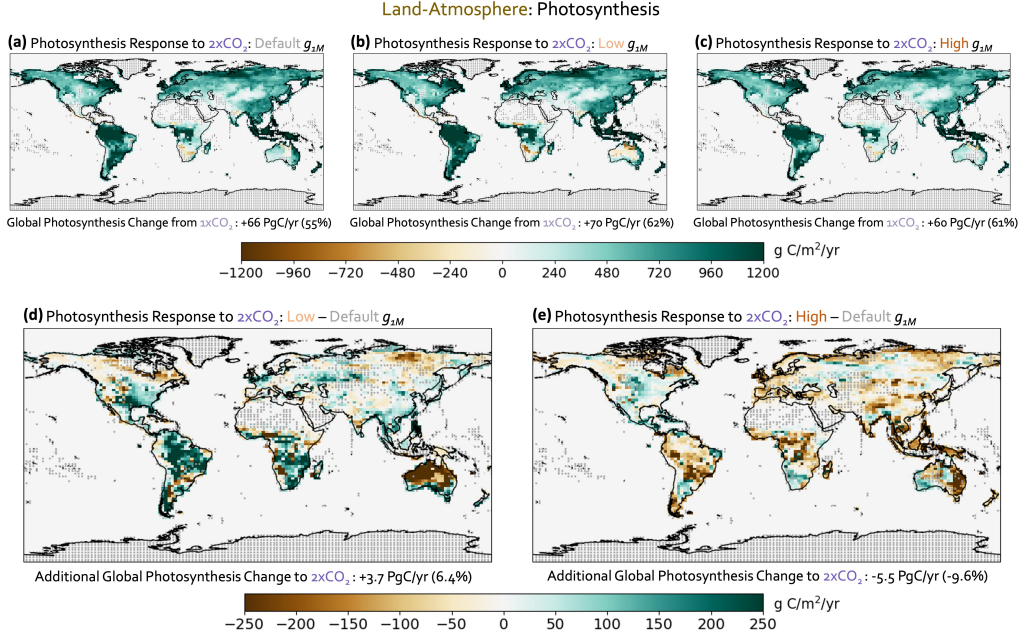 Land-Atmosphere: Photosynthesis
(a) Photosynthesis Response to 2xCO₂: Default g₁M
(b) Photosynthesis Response to 2xCO₂: Low g₁M
(c) Photosynthesis Response to 2xCO₂: High g₁M
Global Photosynthesis Change from 1xCO₂ : +66 PgC/yr (55%)
Global Photosynthesis Change from 1xCO₂ : +70 PgC/yr (62%)
Global Photosynthesis Change from 1xCO₂ : +60 PgC/yr (61%)
g C/m²/yr
−1200 −960 −720 −480 −240 0 240 480 720 960 1200
(d) Photosynthesis Response to 2xCO₂: Low – Default g₁M
(e) Photosynthesis Response to 2xCO₂: High – Default g₁M
Additional Global Photosynthesis Change to 2xCO₂ : +3.7 PgC/yr (6.4%)
Additional Global Photosynthesis Change to 2xCO₂ : -5.5 PgC/yr (-9.6%)
g C/m²/yr
−250 −200 −150 −100 −50 0 50 100 150 200 250